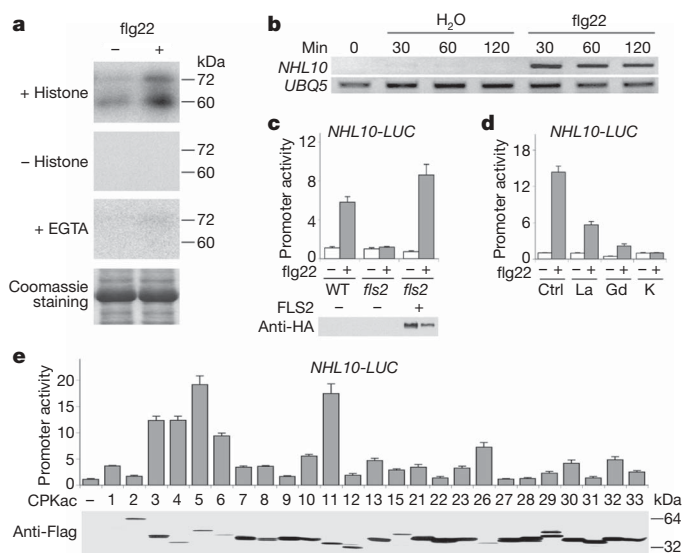 a
flg22
– +
kDa
+ Histone
72
60
– Histone
72
60
+ EGTA
72
60
Coomassie
staining
b
H2O flg22
Min 0 30 60 120 30 60 120
NHL10
UBQ5
c
NHL10-LUC
Promoter activity
12
8
4
0
– + – + – +
flg22
WT fls2 fls2
FLS2 – – +
Anti-HA
d
NHL10-LUC
Promoter activity
18
12
6
0
– + – + – + – +
flg22
Ctrl La Gd K
e
NHL10-LUC
Promoter activity
20
15
10
5
0
CPKac – 1 2 3 4 5 6 7 8 9 10 11 12 13 15 21 22 23 26 27 28 29 30 31 32 33 kDa
Anti-Flag
64
32